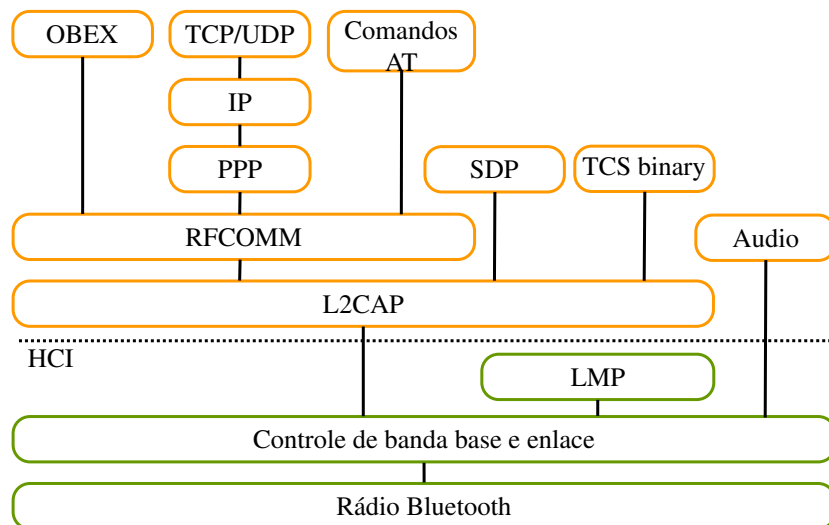 OBEX
TCP/UDP
Comandos
AT
IP
PPP
SDP
TCS binary
RFCOMM
Audio
L2CAP
HCI
LMP
Controle de banda base e enlace
Rádio Bluetooth